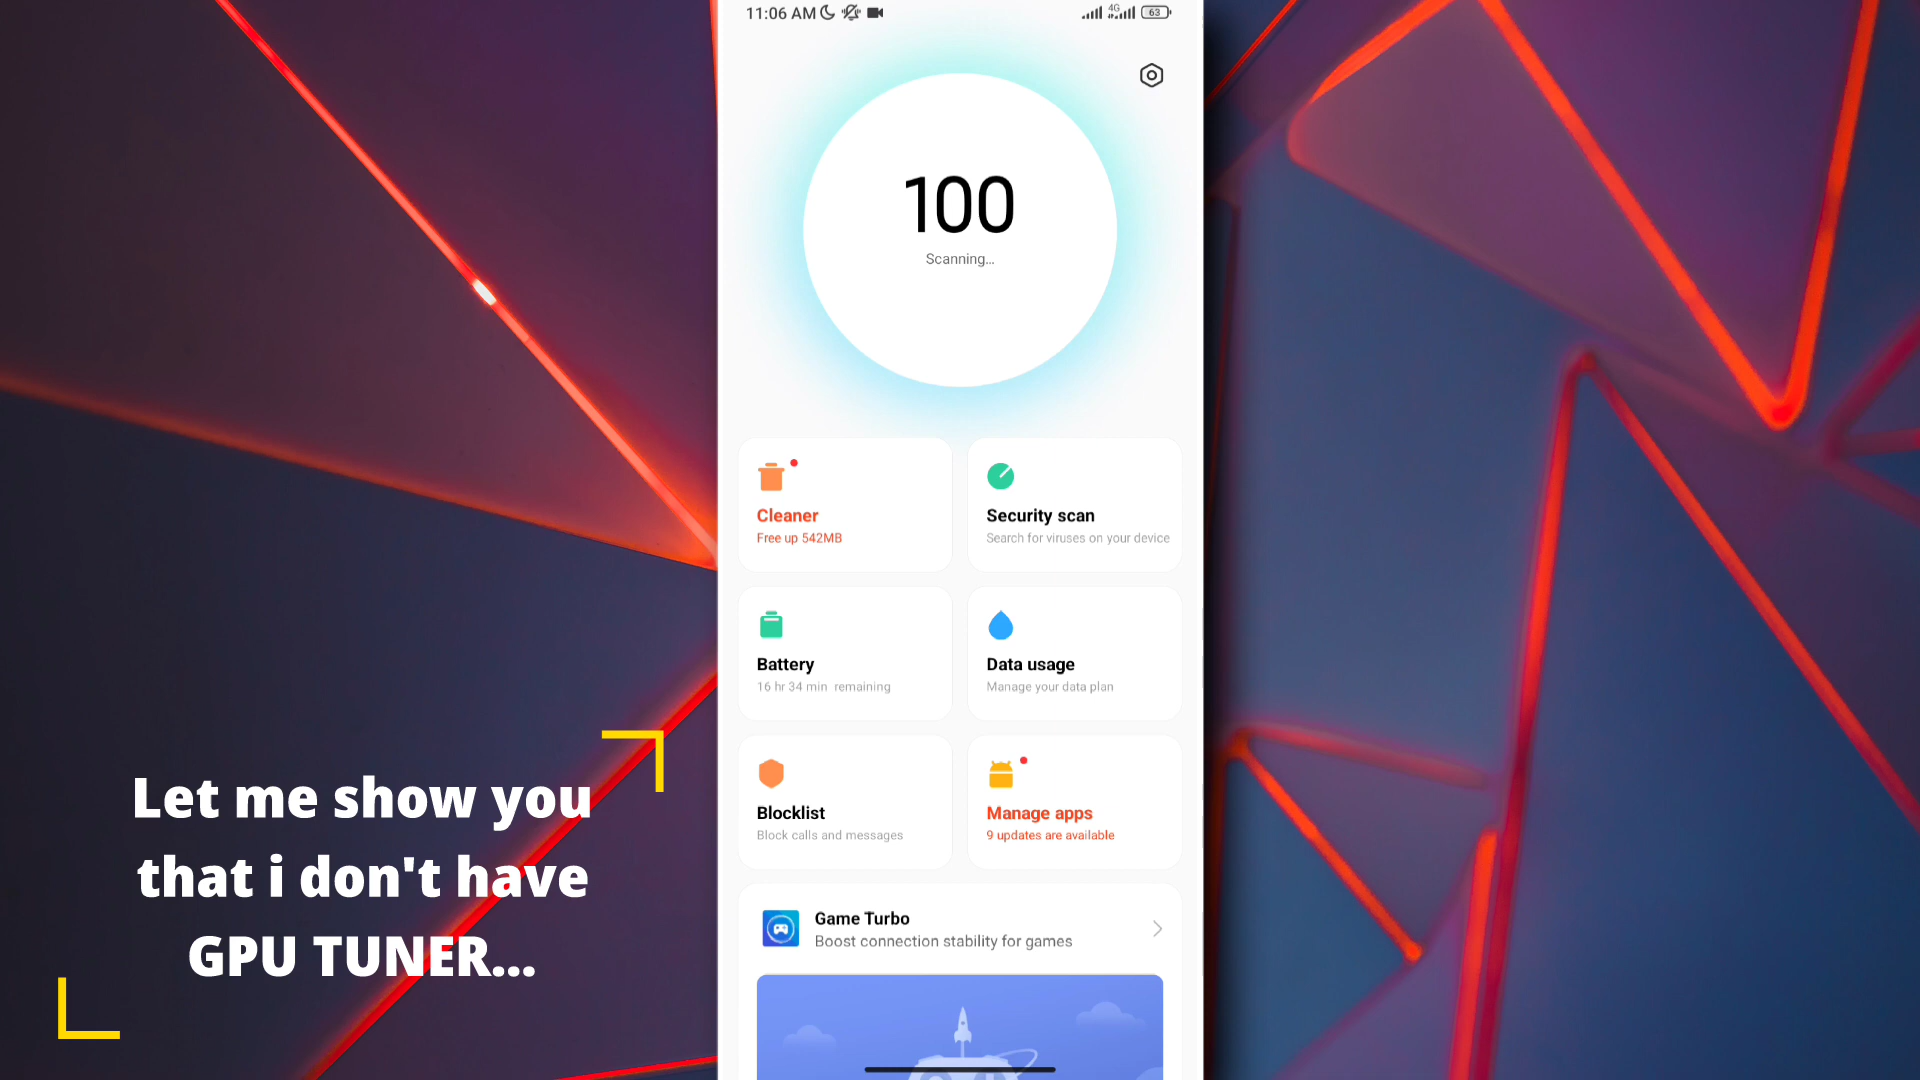 11:06 AM
4G
63
100
Scanning...
Cleaner
Free up 542MB
Security scan
Search for viruses on your device
Battery
16 hr 34 min remaining
Data usage
Manage your data plan
Blocklist
Block calls and messages
Manage apps
9 updates are available
Game Turbo
Boost connection stability for games
Let me show you
that i don't have
GPU TUNER...